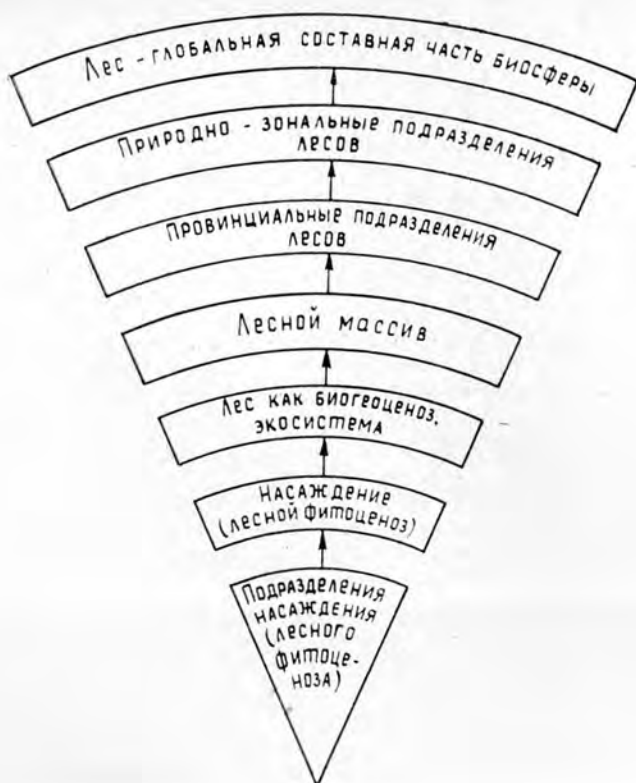 Лес - глобальная составная часть биосферы
Природно - зональные подразделения
лесов
Провинциальные подразделения
лесов
Лесной массив
Лес как биогеоценоз,
экосистема
Насаждение
(лесной фитоценоз)
Подразделения
насаждения
(лесного
фитоце-
ноза)